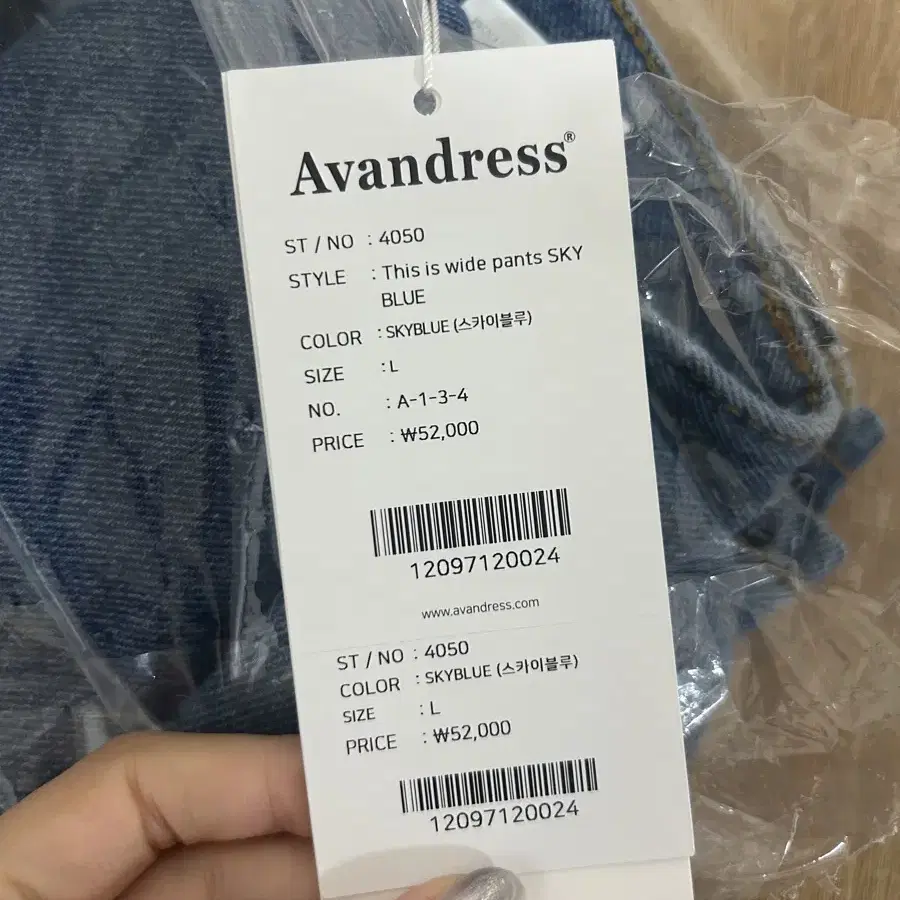 Avandress®
ST / NO : 4050
STYLE : This is wide pants SKY
BLUE
COLOR : SKYBLUE (스카이블루)
SIZE : L
NO. : A-1-3-4
PRICE : ₩52,000
12097120024
www.avandress.com
ST / NO : 4050
COLOR : SKYBLUE (스카이블루)
SIZE : L
PRICE : ₩52,000
12097120024